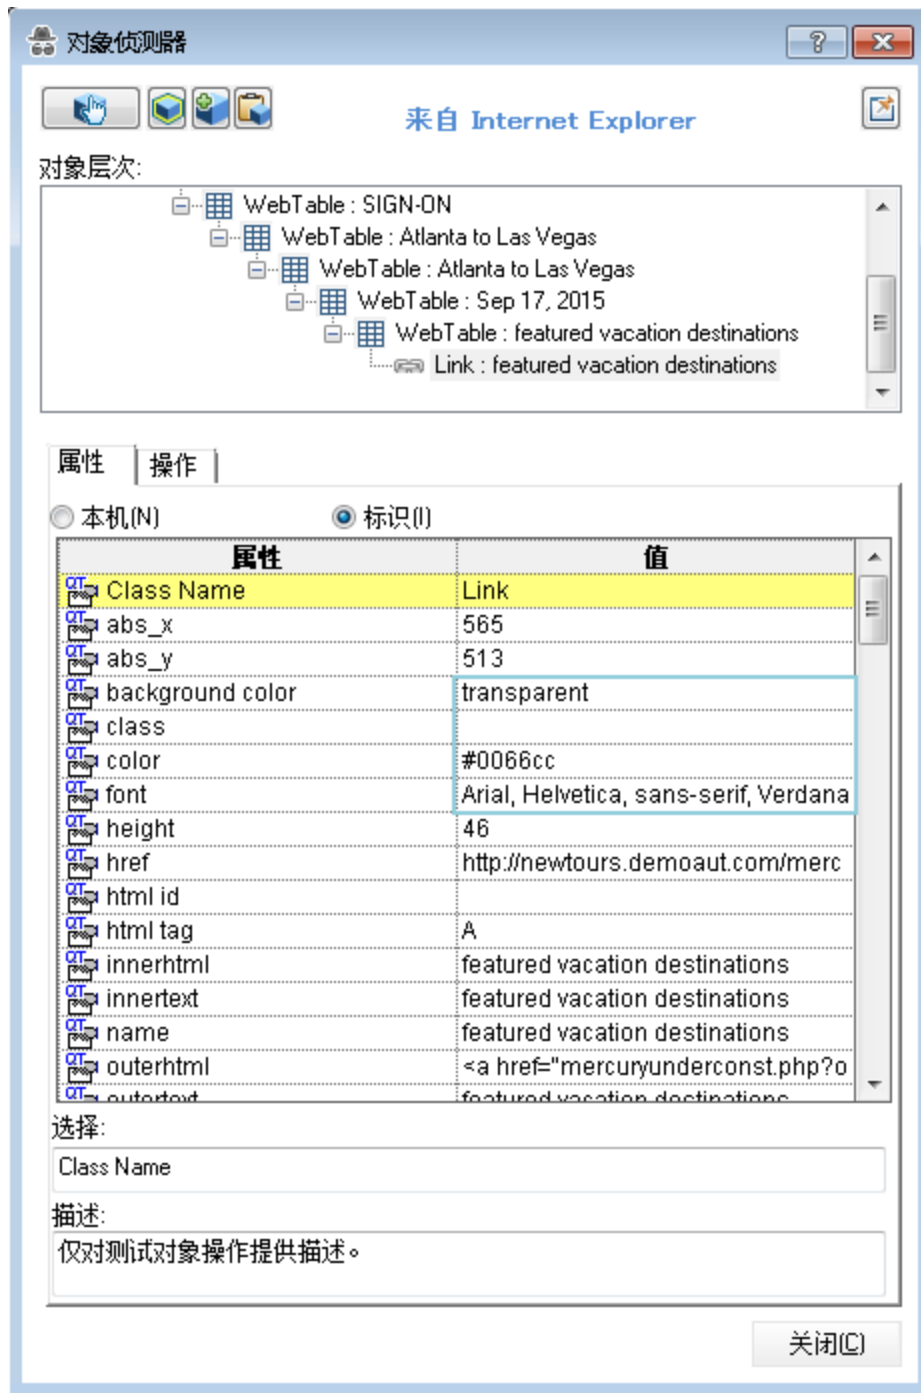 对象侦测器
来自 Internet Explorer
对象层次:
WebTable : SIGN-ON
WebTable : Atlanta to Las Vegas
WebTable : Atlanta to Las Vegas
WebTable : Sep 17, 2015
WebTable : featured vacation destinations
Link : featured vacation destinations
属性 操作
本机(N) 标识(I)
属性 值
Class Name Link
abs_x 565
abs_y 513
background color transparent
class
color #0066cc
font Arial, Helvetica, sans-serif, Verdana
height 46
href http://newtours.demoaut.com/merc
html id
html tag A
innerhtml featured vacation destinations
innertext featured vacation destinations
name featured vacation destinations
outerhtml <a href="mercuryunderconst.php?o
outertext featured vacation destinations
选择:
Class Name
描述:
仅对测试对象操作提供描述。
关闭(C)